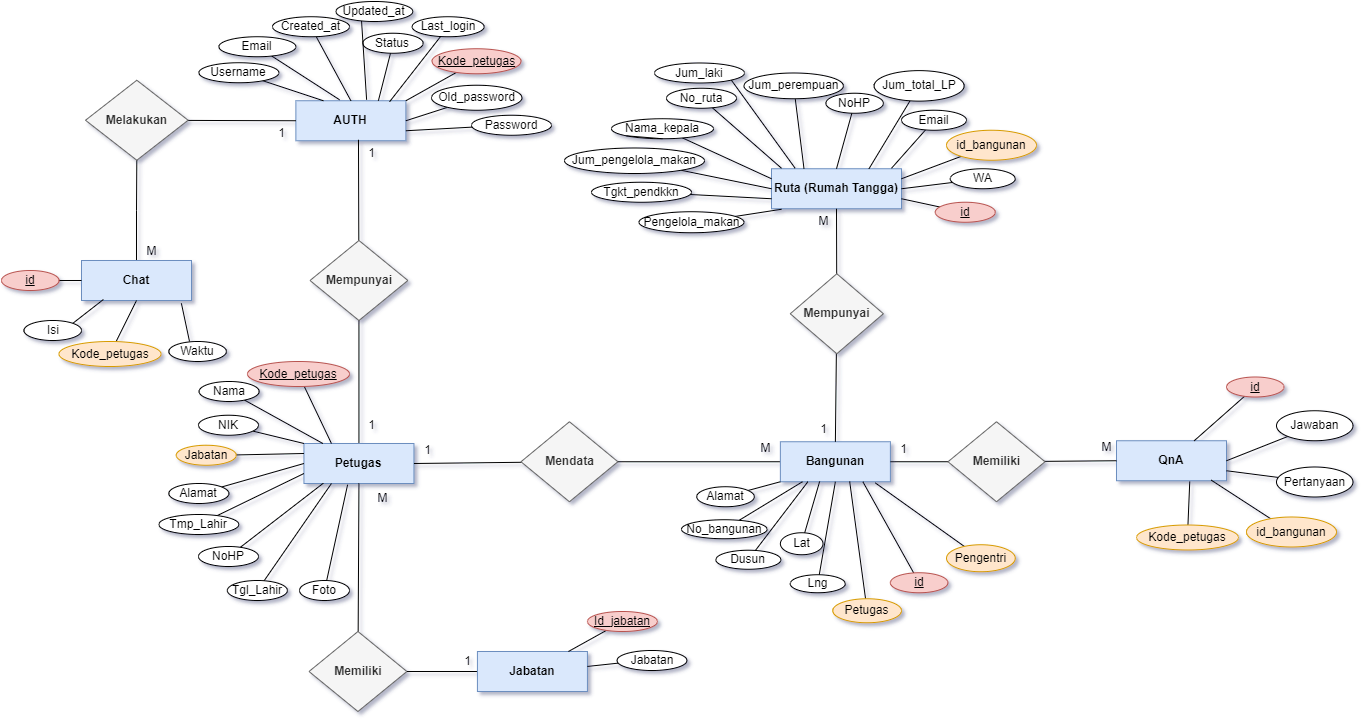 Updated_at
Created_at
Last_login
Email
Status
Username
Kode_petugas
Old_password
Password
Melakukan
1
AUTH
1
M
Chat
id
Isi
Kode_petugas
Waktu
Mempunyai
1
Jum_laki
Jum_perempuan
Jum_total_LP
No_ruta
NoHP
Nama_kepala
Email
Jum_pengelola_makan
id_bangunan
Tgkt_pendkkn
WA
Pengelola_makan
id
Ruta (Rumah Tangga)
M
Mempunyai
1
Kode_petugas
Nama
NIK
Jabatan
Alamat
Tmp_Lahir
NoHP
Tgl_Lahir
Foto
Petugas
1
M
Mendata
M
Bangunan
1
Memiliki
M
QnA
id
Jawaban
Pertanyaan
Kode_petugas
id_bangunan
Alamat
No_bangunan
Dusun
Lat
Lng
Petugas
id
Pengentri
Memiliki
1
Jabatan
Id_jabatan
Jabatan